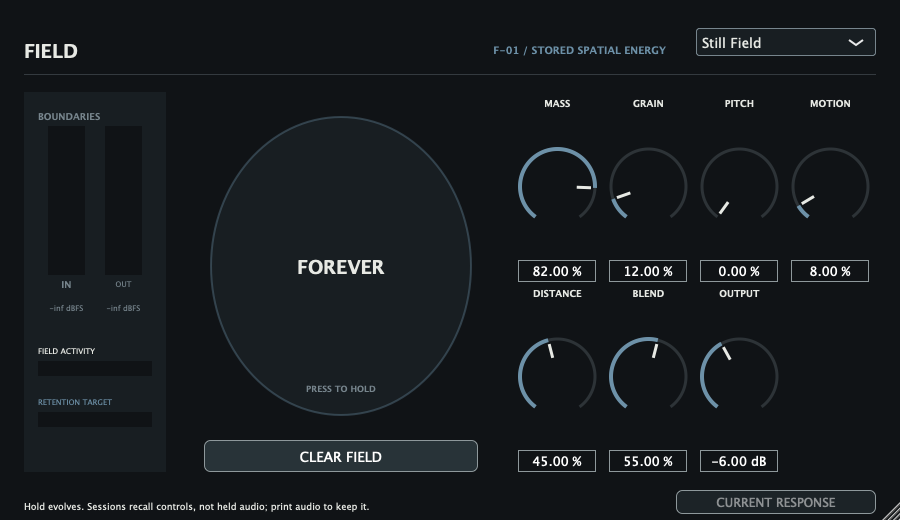 FIELD
F-01 / STORED SPATIAL ENERGY
Still Field
BOUNDARIES
IN
OUT
-inf dBFS
-inf dBFS
FIELD ACTIVITY
RETENTION TARGET
FOREVER
PRESS TO HOLD
CLEAR FIELD
MASS
GRAIN
PITCH
MOTION
82.00 %
12.00 %
0.00 %
8.00 %
DISTANCE
BLEND
OUTPUT
45.00 %
55.00 %
-6.00 dB
Hold evolves. Sessions recall controls, not held audio; print audio to keep it.
CURRENT RESPONSE